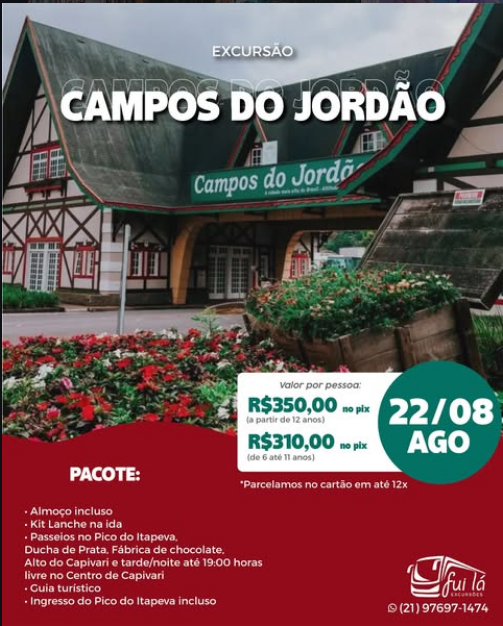 EXCURSÃO
CAMPOS DO JORDÃO
Campos do Jordã
Valor por pessoa:
R$350,00 no pix
(a partir de 12 anos)
R$310,00 no pix
(de 6 até 11 anos)
22/08
AGO
*Parcelamos no cartão em até 12x
PACOTE:
• Almoço incluso
• Kit Lanche na ida
• Passeios no Pico do Itapeva,
Ducha de Prata, Fábrica de chocolate,
Alto do Capivari e tarde/noite até 19:00 horas
livre no Centro de Capivari
• Guia turístico
• Ingresso do Pico do Itapeva incluso
fui lá
EXCURSÕES
(21) 97697-1474